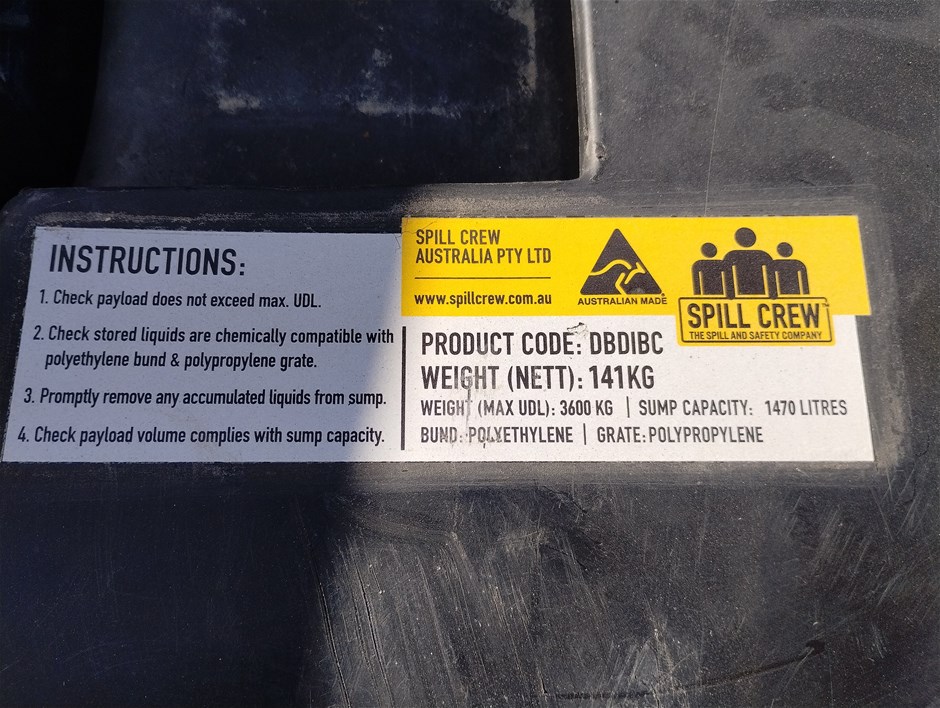 INSTRUCTIONS:
1. Check payload does not exceed max. UDL.
2. Check stored liquids are chemically compatible with
polyethylene bund & polypropylene grate.
3. Promptly remove any accumulated liquids from sump.
4. Check payload volume complies with sump capacity.
SPILL CREW
AUSTRALIA PTY LTD
www.spillcrew.com.au
AUSTRALIAN MADE
SPILL CREW™
THE SPILL AND SAFETY COMPANY
PRODUCT CODE: DBDIBC
WEIGHT (NETT): 141KG
WEIGHT (MAX UDL): 3600 KG | SUMP CAPACITY: 1470 LITRES
BUND: POLYETHYLENE | GRATE: POLYPROPYLENE